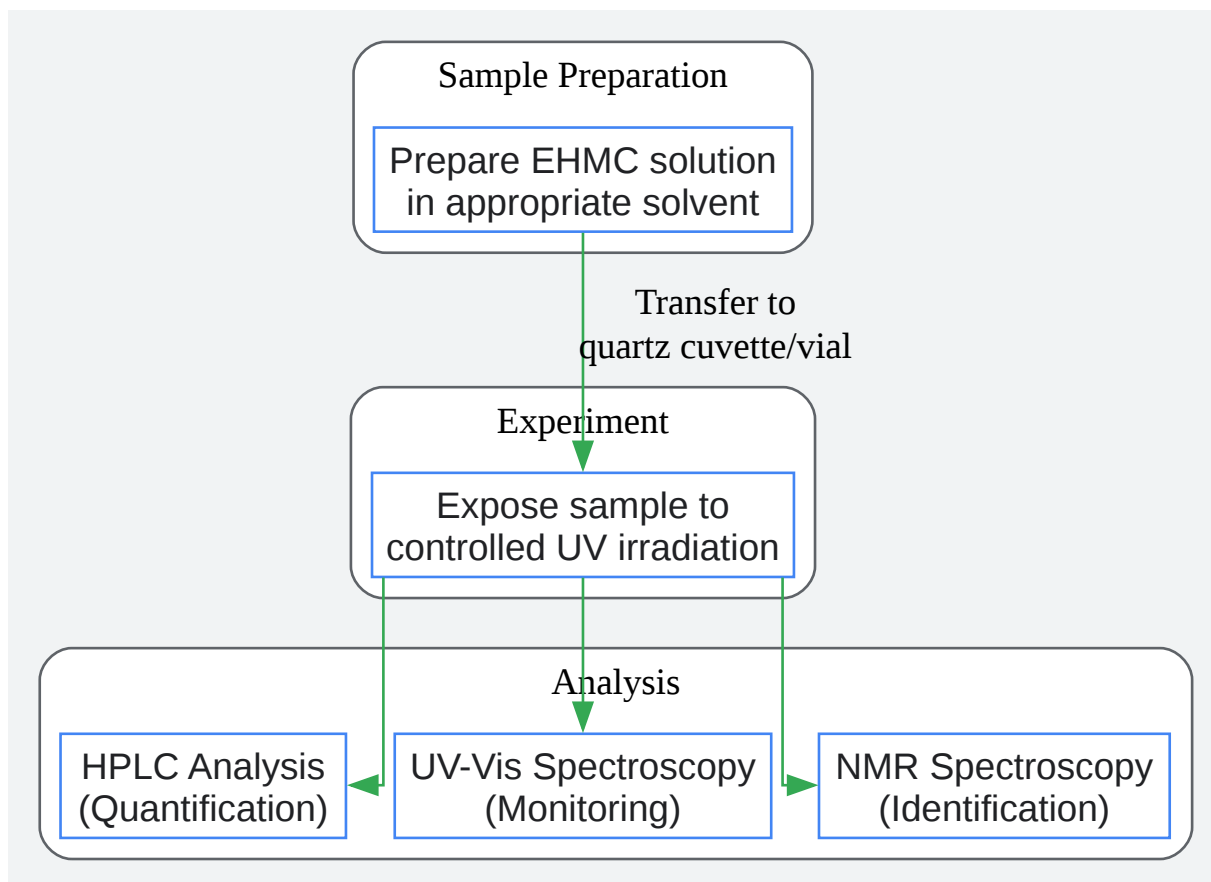 Sample Preparation
Prepare EHMC solution
in appropriate solvent
Transfer to
quartz cuvette/vial
Experiment
Expose sample to
controlled UV irradiation
Analysis
HPLC Analysis
(Quantification)
UV-Vis Spectroscopy
(Monitoring)
NMR Spectroscopy
(Identification)